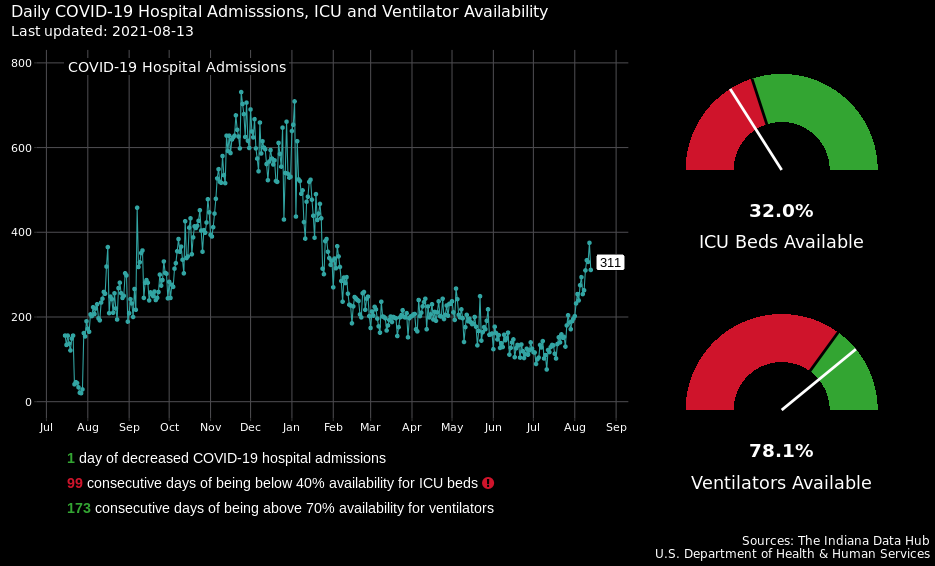 Daily COVID-19 Hospital Admisssions, ICU and Ventilator Availability
Last updated: 2021-08-13
COVID-19 Hospital Admissions
800
600
400
200
0
311
Jul Aug Sep Oct Nov Dec Jan Feb Mar Apr May Jun Jul Aug Sep
32.0%
ICU Beds Available
78.1%
Ventilators Available
1 day of decreased COVID-19 hospital admissions
99 consecutive days of being below 40% availability for ICU beds !
173 consecutive days of being above 70% availability for ventilators
Sources: The Indiana Data Hub
U.S. Department of Health & Human Services